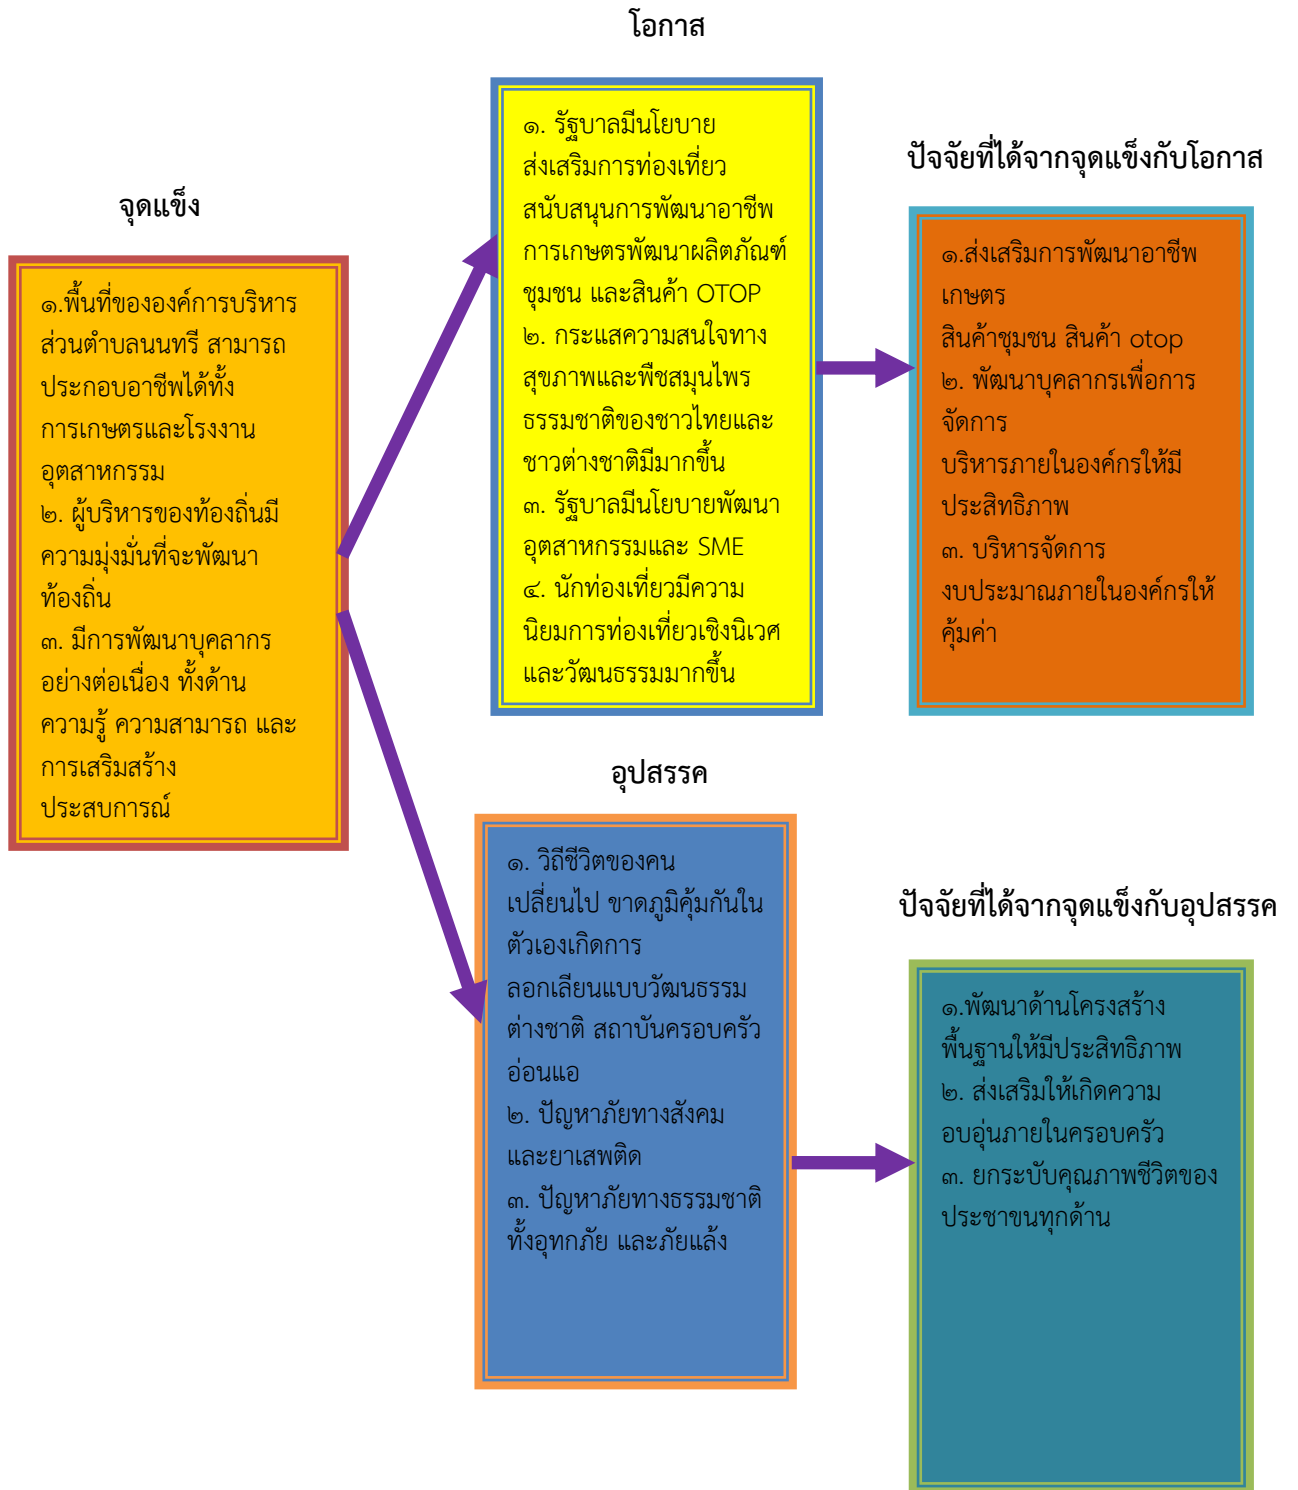 โอกาส
๑. รัฐบาลมีนโยบาย
ส่งเสริมการท่องเที่ยว
สนับสนุนการพัฒนาอาชีพ
การเกษตรพัฒนาผลิตภัณฑ์
ชุมชน และสินค้า OTOP
๒. กระแสความสนใจทาง
สุขภาพและพืชสมุนไพร
ธรรมชาติของชาวไทยและ
ชาวต่างชาติมีมากขึ้น
๓. รัฐบาลมีนโยบายพัฒนา
อุตสาหกรรมและ SME
๔. นักท่องเที่ยวมีความ
นิยมการท่องเที่ยวเชิงนิเวศ
และวัฒนธรรมมากขึ้น
ปัจจัยที่ได้จากจุดแข็งกับโอกาส
๑.ส่งเสริมการพัฒนาอาชีพ
เกษตร
สินค้าชุมชน สินค้า otop
๒. พัฒนาบุคลากรเพื่อการ
จัดการ
บริหารภายในองค์กรให้มี
ประสิทธิภาพ
๓. บริหารจัดการ
งบประมาณภายในองค์กรให้
คุ้มค่า
จุดแข็ง
๑.พื้นที่ขององค์การบริหาร
ส่วนตำบลนนทรี สามารถ
ประกอบอาชีพได้ทั้ง
การเกษตรและโรงงาน
อุตสาหกรรม
๒. ผู้บริหารของท้องถิ่นมี
ความมุ่งมั่นที่จะพัฒนา
ท้องถิ่น
๓. มีการพัฒนาบุคลากร
อย่างต่อเนื่อง ทั้งด้าน
ความรู้ ความสามารถ และ
การเสริมสร้าง
ประสบการณ์
อุปสรรค
๑. วิถีชีวิตของคน
เปลี่ยนไป ขาดภูมิคุ้มกันใน
ตัวเองเกิดการ
ลอกเลียนแบบวัฒนธรรม
ต่างชาติ สถาบันครอบครัว
อ่อนแอ
๒. ปัญหาภัยทางสังคม
และยาเสพติด
๓. ปัญหาภัยทางธรรมชาติ
ทั้งอุทกภัย และภัยแล้ง
ปัจจัยที่ได้จากจุดแข็งกับอุปสรรค
๑.พัฒนาด้านโครงสร้าง
พื้นฐานให้มีประสิทธิภาพ
๒. ส่งเสริมให้เกิดความ
อบอุ่นภายในครอบครัว
๓. ยกระบับคุณภาพชีวิตของ
ประชาขนทุกด้าน